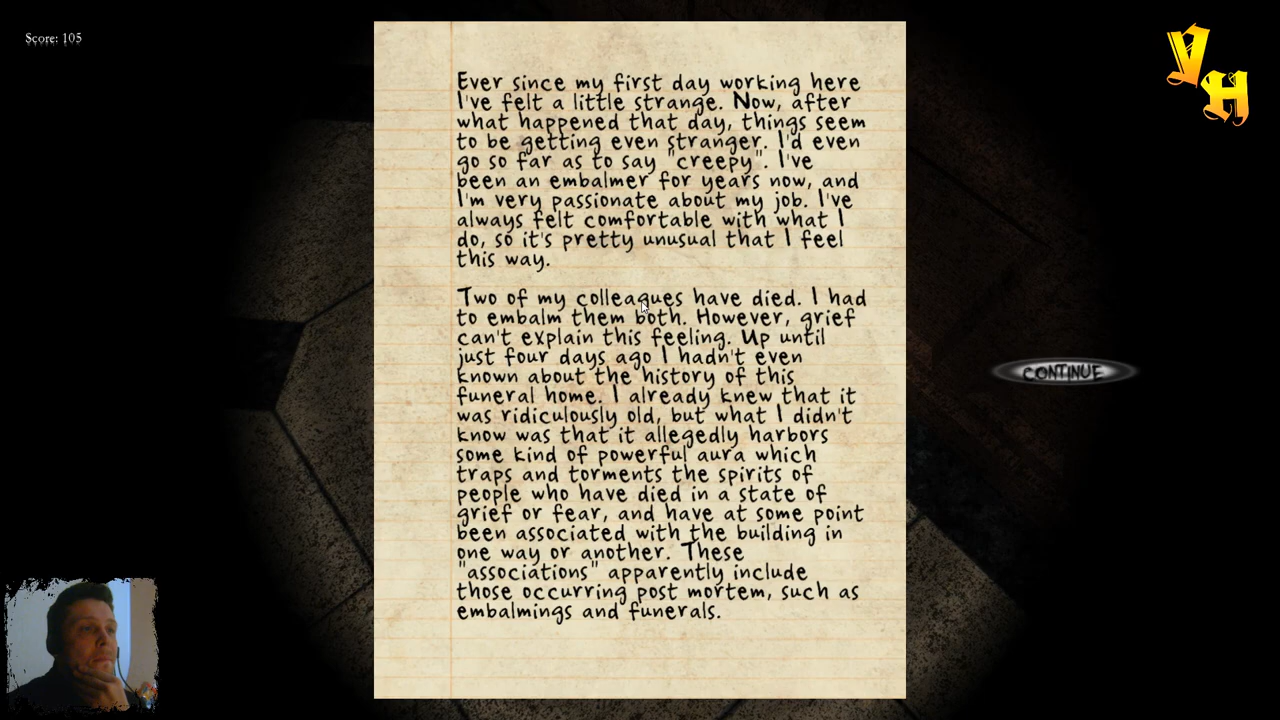 Score: 105
VH
Ever since my first day working here
I've felt a little strange. Now, after
what happened that day, things seem
to be getting even stranger. I'd even
go so far as to say "creepy". I've
been an embalmer for years now, and
I'm very passionate about my job. I've
always felt comfortable with what I
do, so it's pretty unusual that I feel
this way.
Two of my colleagues have died. I had
to embalm them both. However, grief
can't explain this feeling. Up until
just four days ago I hadn't even
known about the history of this
funeral home. I already knew that it
was ridiculously old, but what I didn't
know was that it allegedly harbors
some kind of powerful aura which
traps and torments the spirits of
people who have died in a state of
grief or fear, and have at some point
been associated with the building in
one way or another. These
"associations" apparently include
those occurring post mortem, such as
embalmings and funerals.
CONTINUE